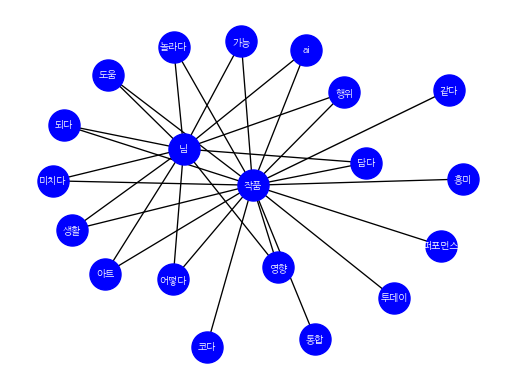 가능
놀라다
ai
도움
행위
같다
되다
님
담다
미치다
작품
흥미
생활
퍼포먼스
아트
어떻다
영향
투데이
통합
코다